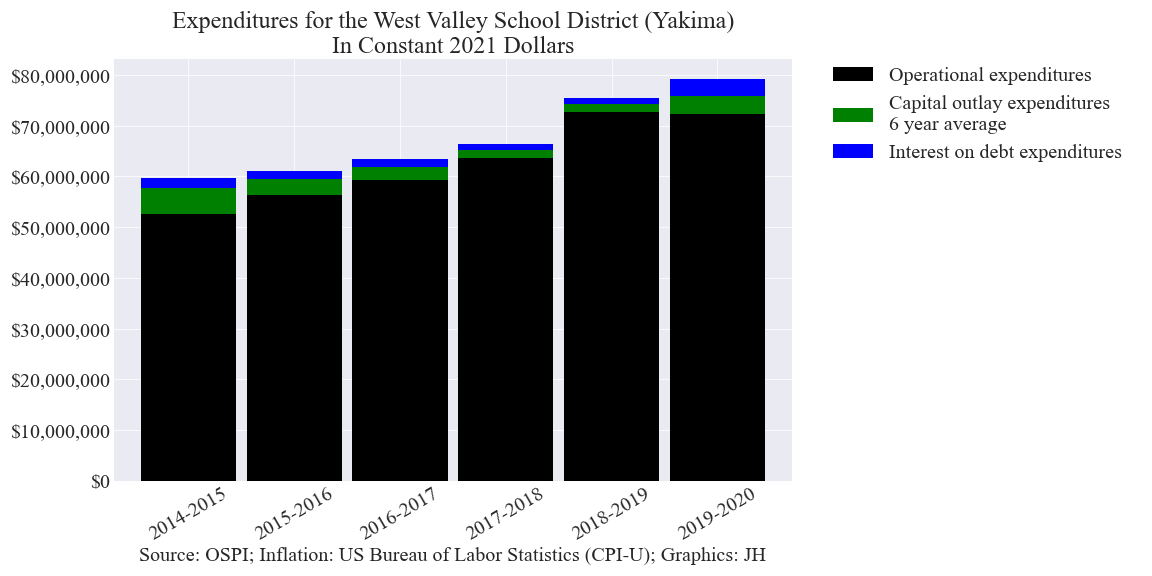 Expenditures for the West Valley School District (Yakima)
In Constant 2021 Dollars
$80,000,000
$70,000,000
$60,000,000
$50,000,000
$40,000,000
$30,000,000
$20,000,000
$10,000,000
$0
2014-2015
2015-2016
2016-2017
2017-2018
2018-2019
2019-2020
Source: OSPI; Inflation: US Bureau of Labor Statistics (CPI-U); Graphics: JH
Operational expenditures
Capital outlay expenditures
6 year average
Interest on debt expenditures